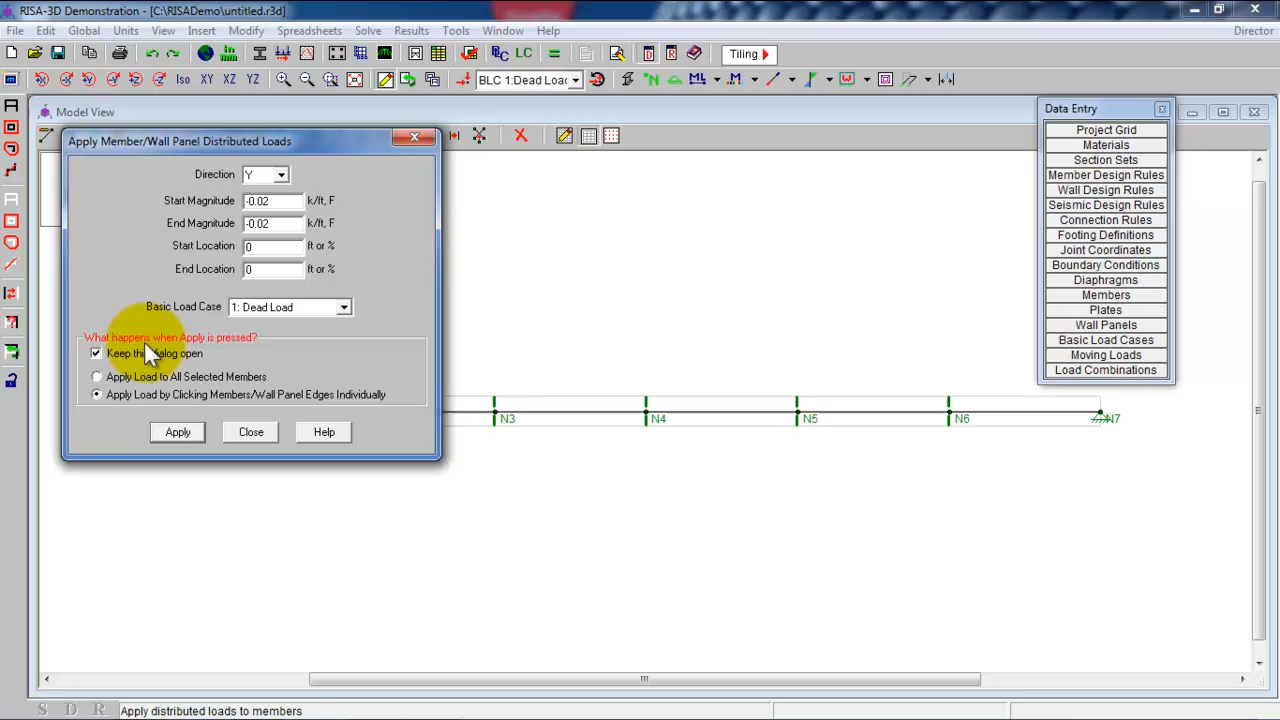 RISA-3D Demonstration - [C:\RISADemo\untitled.r3d]
File Edit Global Units View Insert Modify Spreadsheets Solve Results Tools Window Help Director
LC = D R Tiling
Iso XY XZ YZ BLC 1:Dead Loac N ML M
Model View
Data Entry
Project Grid
Materials
Section Sets
Member Design Rules
Wall Design Rules
Seismic Design Rules
Connection Rules
Footing Definitions
Joint Coordinates
Boundary Conditions
Diaphragms
Members
Plates
Wall Panels
Basic Load Cases
Moving Loads
Load Combinations
Apply Member/Wall Panel Distributed Loads
Direction Y
Start Magnitude -0.02 k/ft, F
End Magnitude -0.02 k/ft, F
Start Location 0 ft or %
End Location 0 ft or %
Basic Load Case 1: Dead Load
What happens when Apply is pressed?
Keep this dialog open
Apply Load to All Selected Members
Apply Load by Clicking Members/Wall Panel Edges Individually
Apply Close Help
N3 N4 N5 N6 N7
S D R Apply distributed loads to members